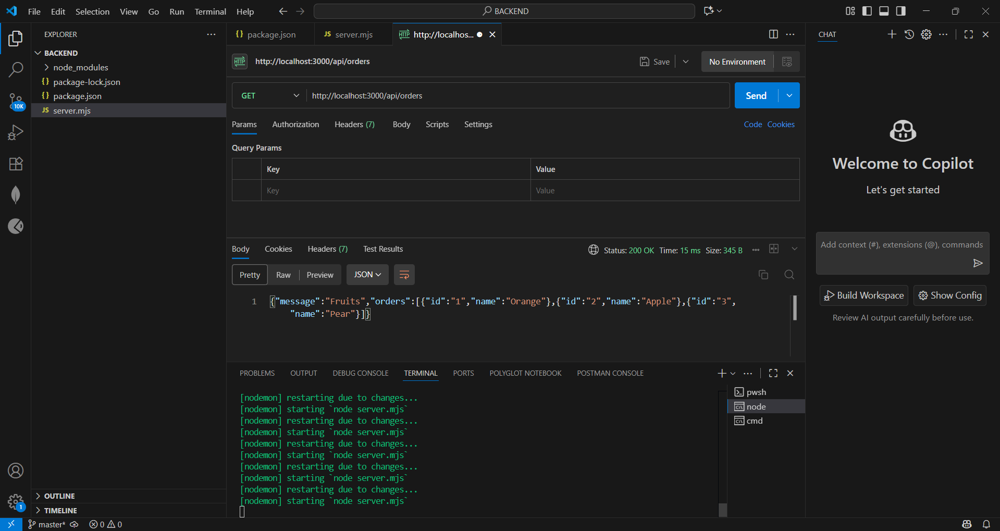 File Edit Selection View Go Run Terminal Help
BACKEND
EXPLORER
BACKEND
node_modules
{} package-lock.json
{} package.json
JS server.mjs
10K
1
OUTLINE
TIMELINE
{} package.json
JS server.mjs
HTTP http://localhos...
HTTP http://localhost:3000/api/orders
Save
No Environment
GET http://localhost:3000/api/orders
Send
Params Authorization Headers (7) Body Scripts Settings
Code Cookies
Query Params
Key Value
Key Value
Body Cookies Headers (7) Test Results
Status: 200 OK Time: 15 ms Size: 345 B
Pretty Raw Preview JSON
1 {"message":"Fruits","orders":[{"id":"1","name":"Orange"},{"id":"2","name":"Apple"},{"id":"3",
"name":"Pear"}]}
PROBLEMS OUTPUT DEBUG CONSOLE TERMINAL PORTS POLYGLOT NOTEBOOK POSTMAN CONSOLE
[nodemon] restarting due to changes...
[nodemon] starting `node server.mjs`
[nodemon] restarting due to changes...
[nodemon] starting `node server.mjs`
[nodemon] restarting due to changes...
[nodemon] starting `node server.mjs`
[nodemon] restarting due to changes...
[nodemon] starting `node server.mjs`
[nodemon] restarting due to changes...
[nodemon] starting `node server.mjs`
pwsh
node
cmd
CHAT
Welcome to Copilot
Let's get started
Add context (#), extensions (@), commands
Build Workspace
Show Config
Review AI output carefully before use.
master* 0 0